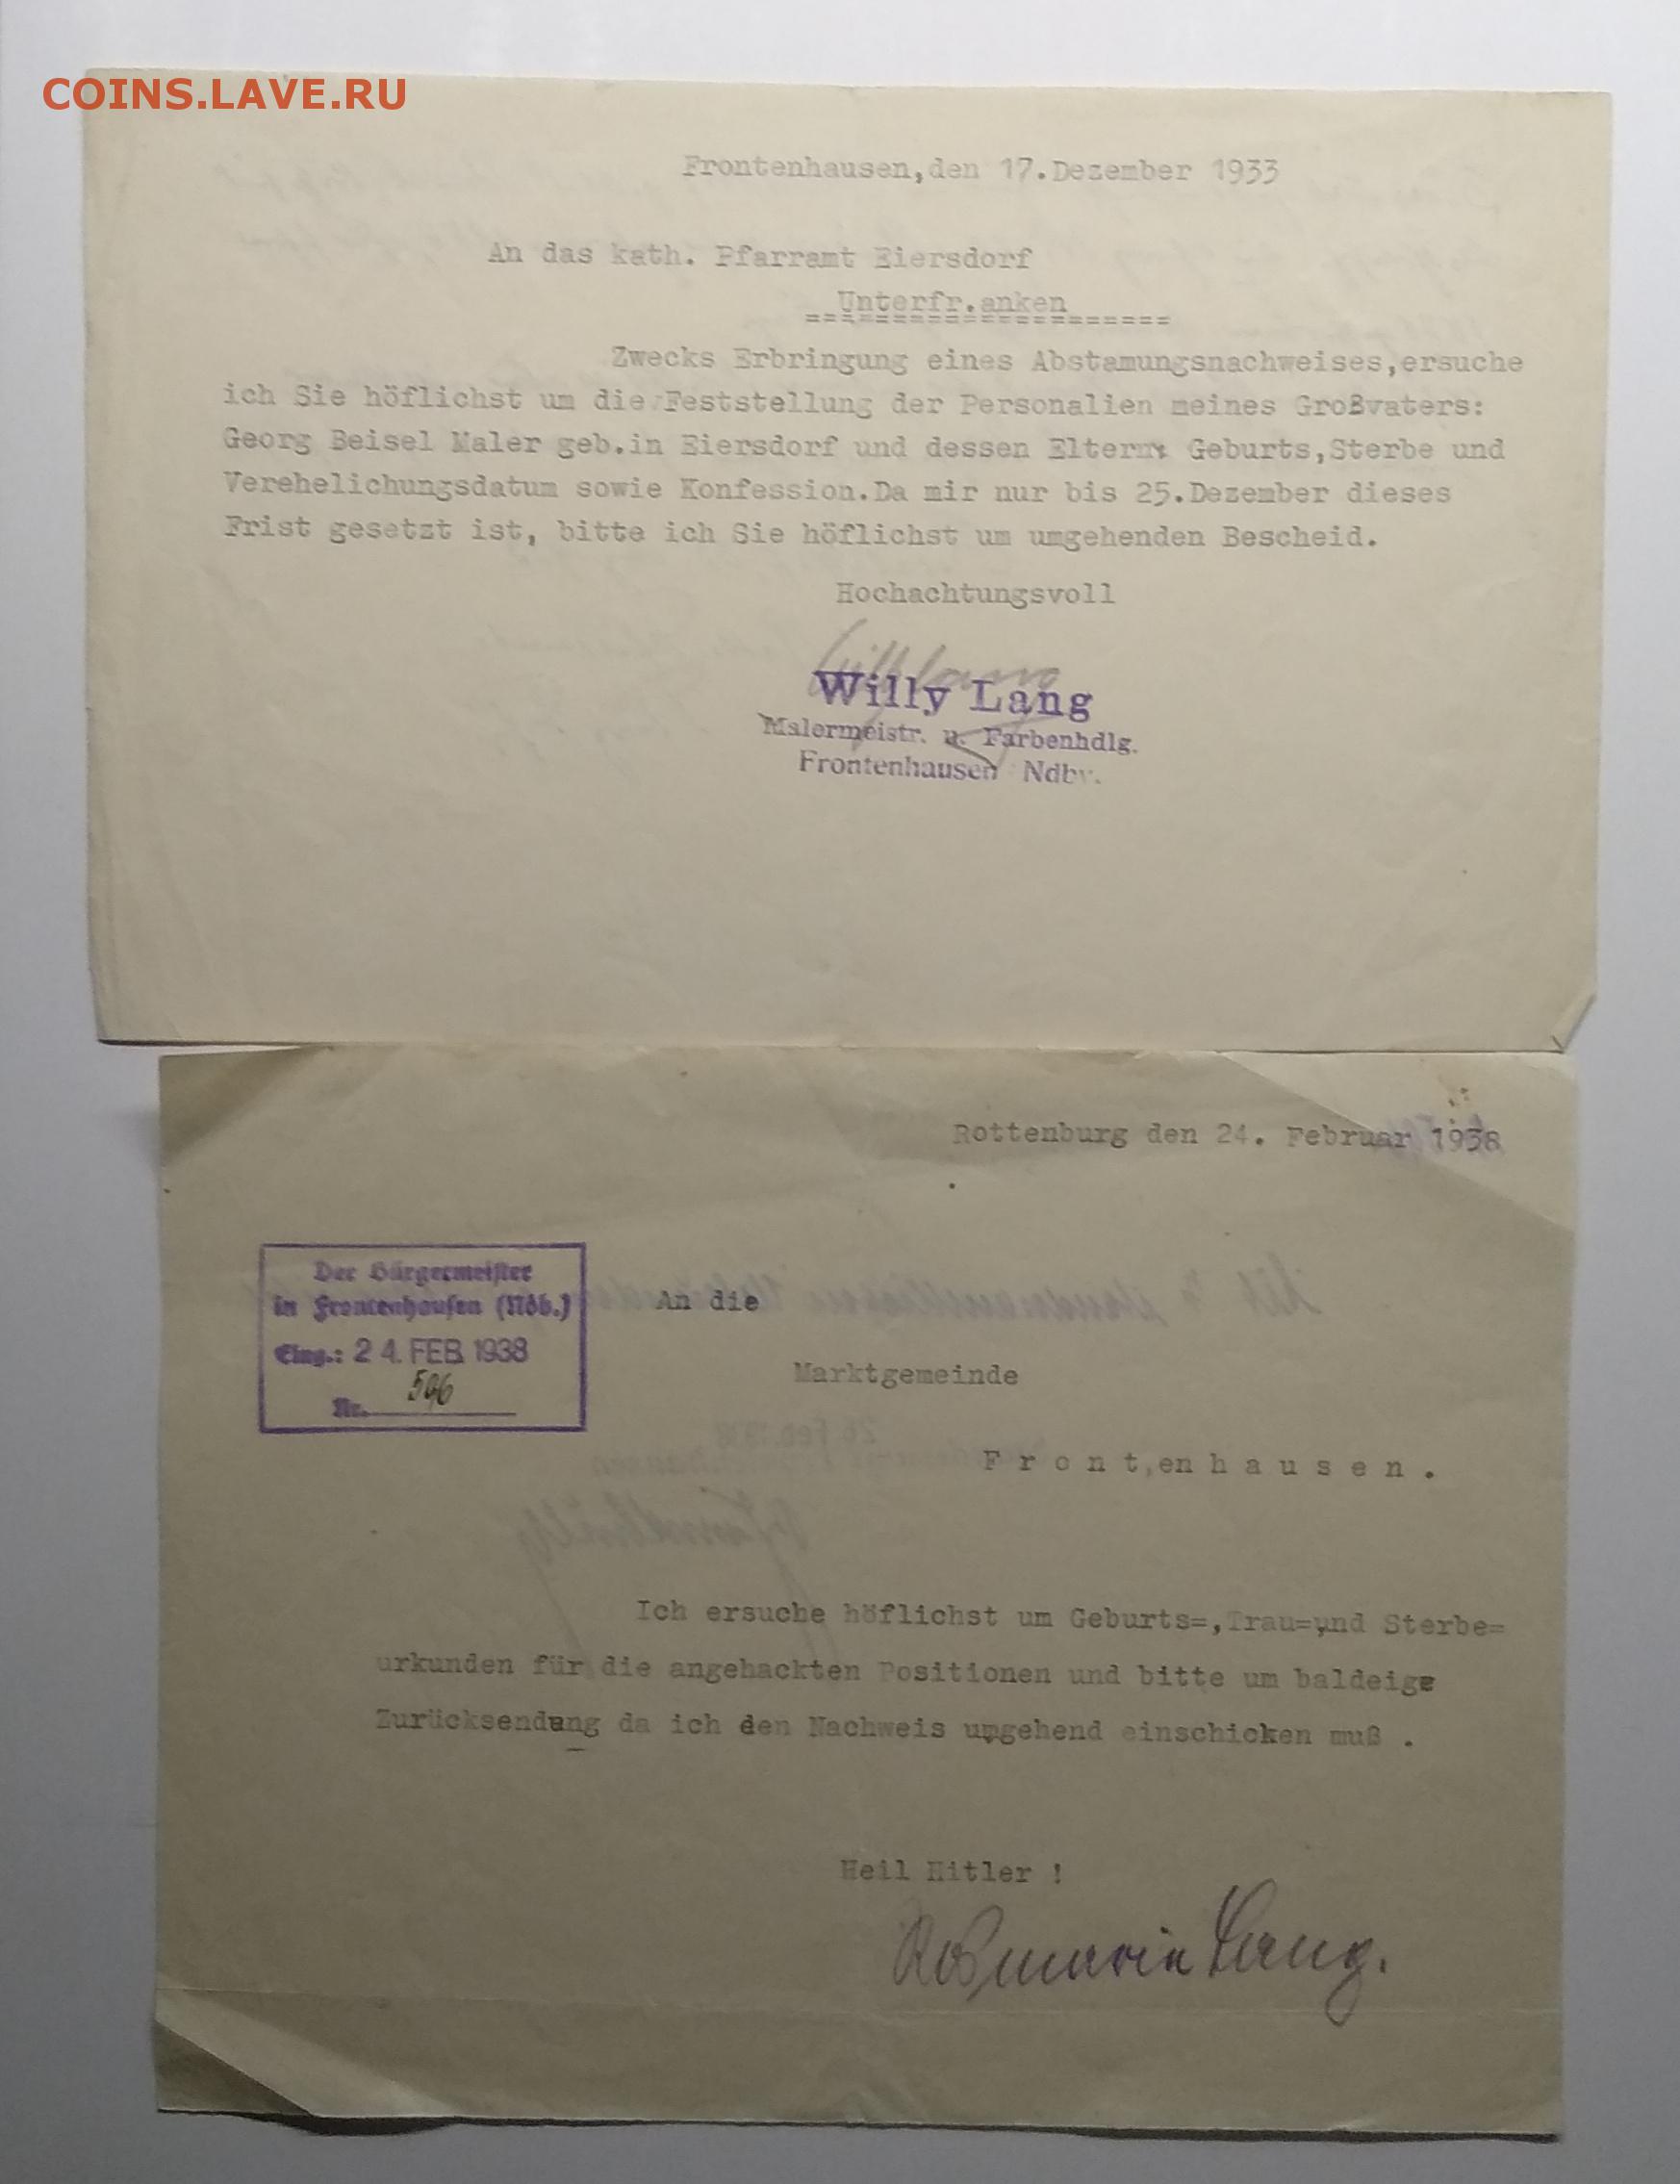 COINS.LAVE.RU
Frontenhausen,den 17.Dezember 1933
An das kath. Pfarramt Eiersdorf
Unterfr.anken
=====================
Zwecks Erbringung eines Abstamungsnachweises,ersuche
ich Sie höflichst um die Feststellung der Personalien meines Großvaters:
Georg Beisel Maler geb.in Eiersdorf und dessen Eltern: Geburts,Sterbe und
Verehelichungsdatum sowie Konfession.Da mir nur bis 25.Dezember dieses
Frist gesetzt ist, bitte ich Sie höflichst um umgehenden Bescheid.
Hochachtungsvoll
Willy Lang
Willy Lang
Malermeistr. u. Farbenhdlg.
Frontenhausen Ndby.
Rottenburg den 24. Februar 1938
Der Bürgermeister
in Frontenhausen (Ndb.)
Eing.: 24. FEB. 1938
Nr. 596
An die
Marktgemeinde
F r o n t,en h a u s e n .
Ich ersuche höflichst um Geburts=,Trau=und Sterbe=
urkunden für die angehackten Positionen und bitte um baldeige
Zurücksendung da ich den Nachweis umgehend einschicken muß .
Heil Hitler !
Rosmarin Lang.